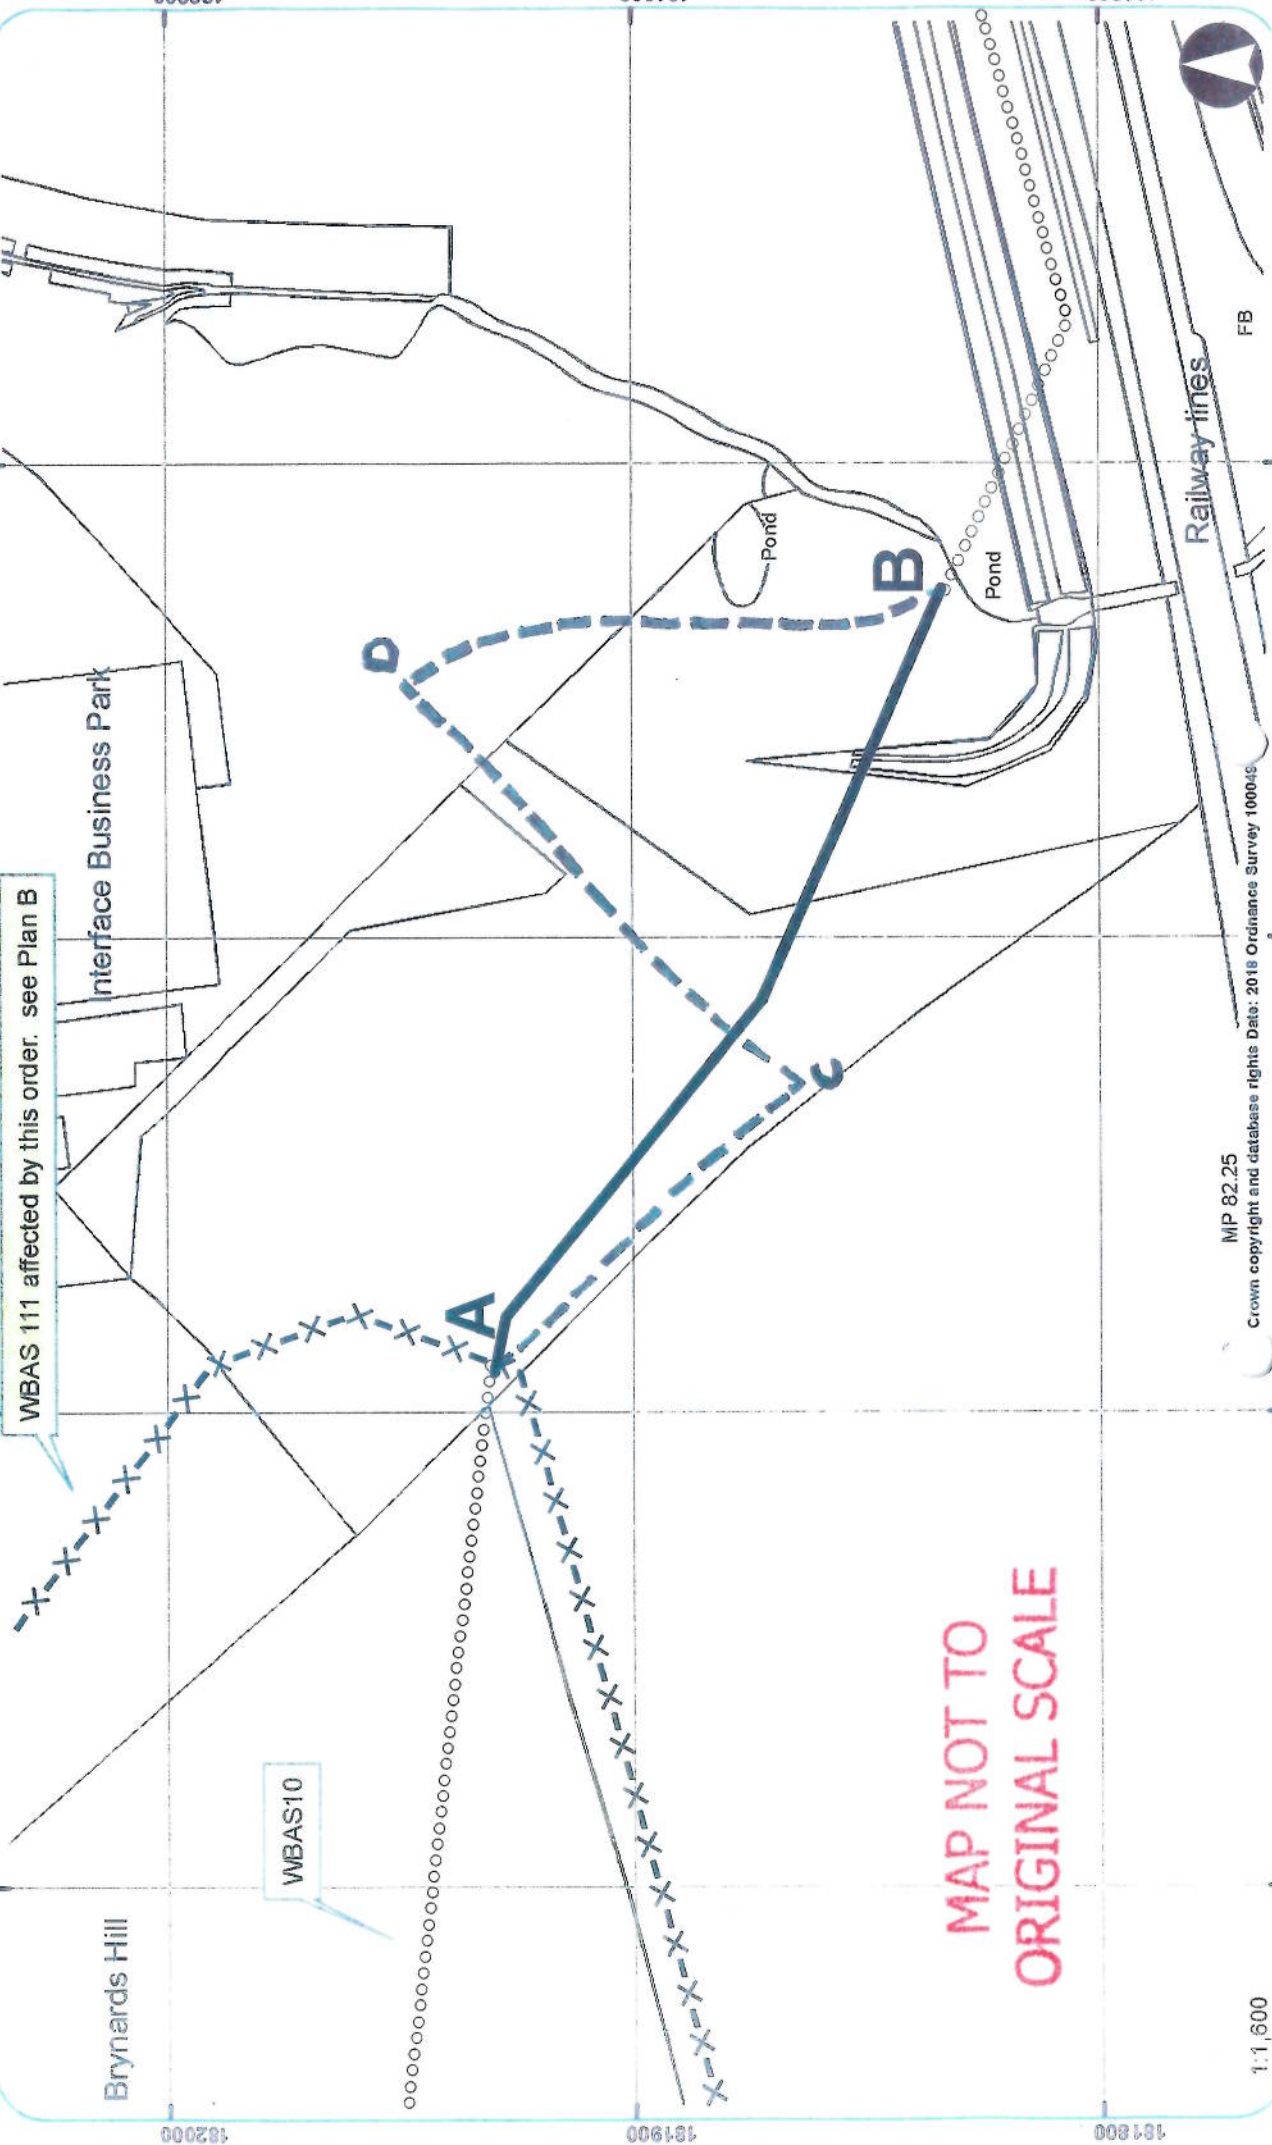 WBAS 111 affected by this order. see Plan B
Interface Business Park
Brynards Hill
WBAS10
A
B
C
D
Pond
Pond
Railway lines
FB
MP 82.25
Crown copyright and database rights Date: 2018 Ordnance Survey 100049
1:1,600
MAP NOT TO
ORIGINAL SCALE
182000
181900
181800